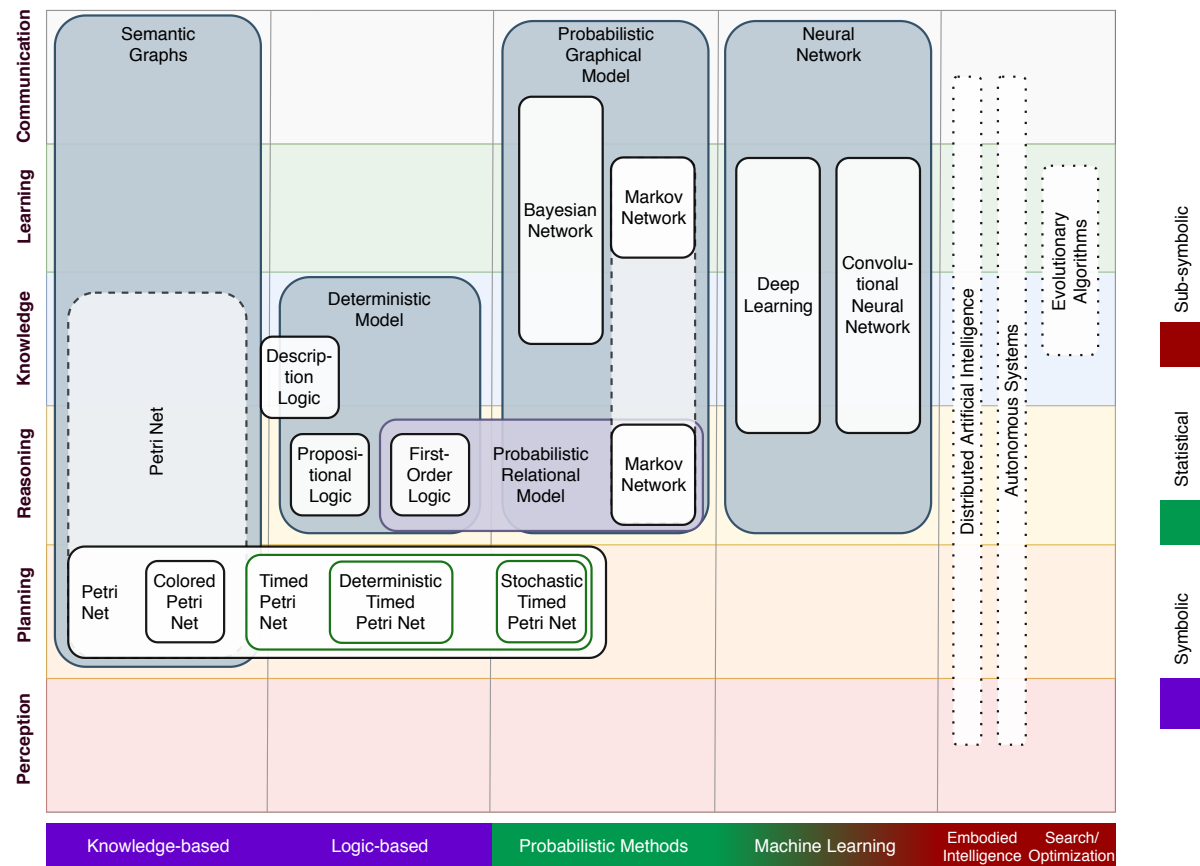 Communication
Learning
Knowledge
Reasoning
Planning
Perception
Semantic
Graphs
Probabilistic
Graphical
Model
Neural
Network
Bayesian
Network
Markov
Network
Deep
Learning
Convolu-
tional
Neural
Network
Deterministic
Model
Descrip-
tion
Logic
Petri Net
Proposi-
tional
Logic
First-
Order
Logic
Probabilistic
Relational
Model
Markov
Network
Petri
Net
Colored
Petri
Net
Timed
Petri
Net
Deterministic
Timed
Petri Net
Stochastic
Timed
Petri Net
Distributed Artificial Intelligence
Autonomous Systems
Evolutionary
Algorithms
Sub-symbolic
Statistical
Symbolic
Knowledge-based
Logic-based
Probabilistic Methods
Machine Learning
Embodied
Intelligence
Search/
Optimization